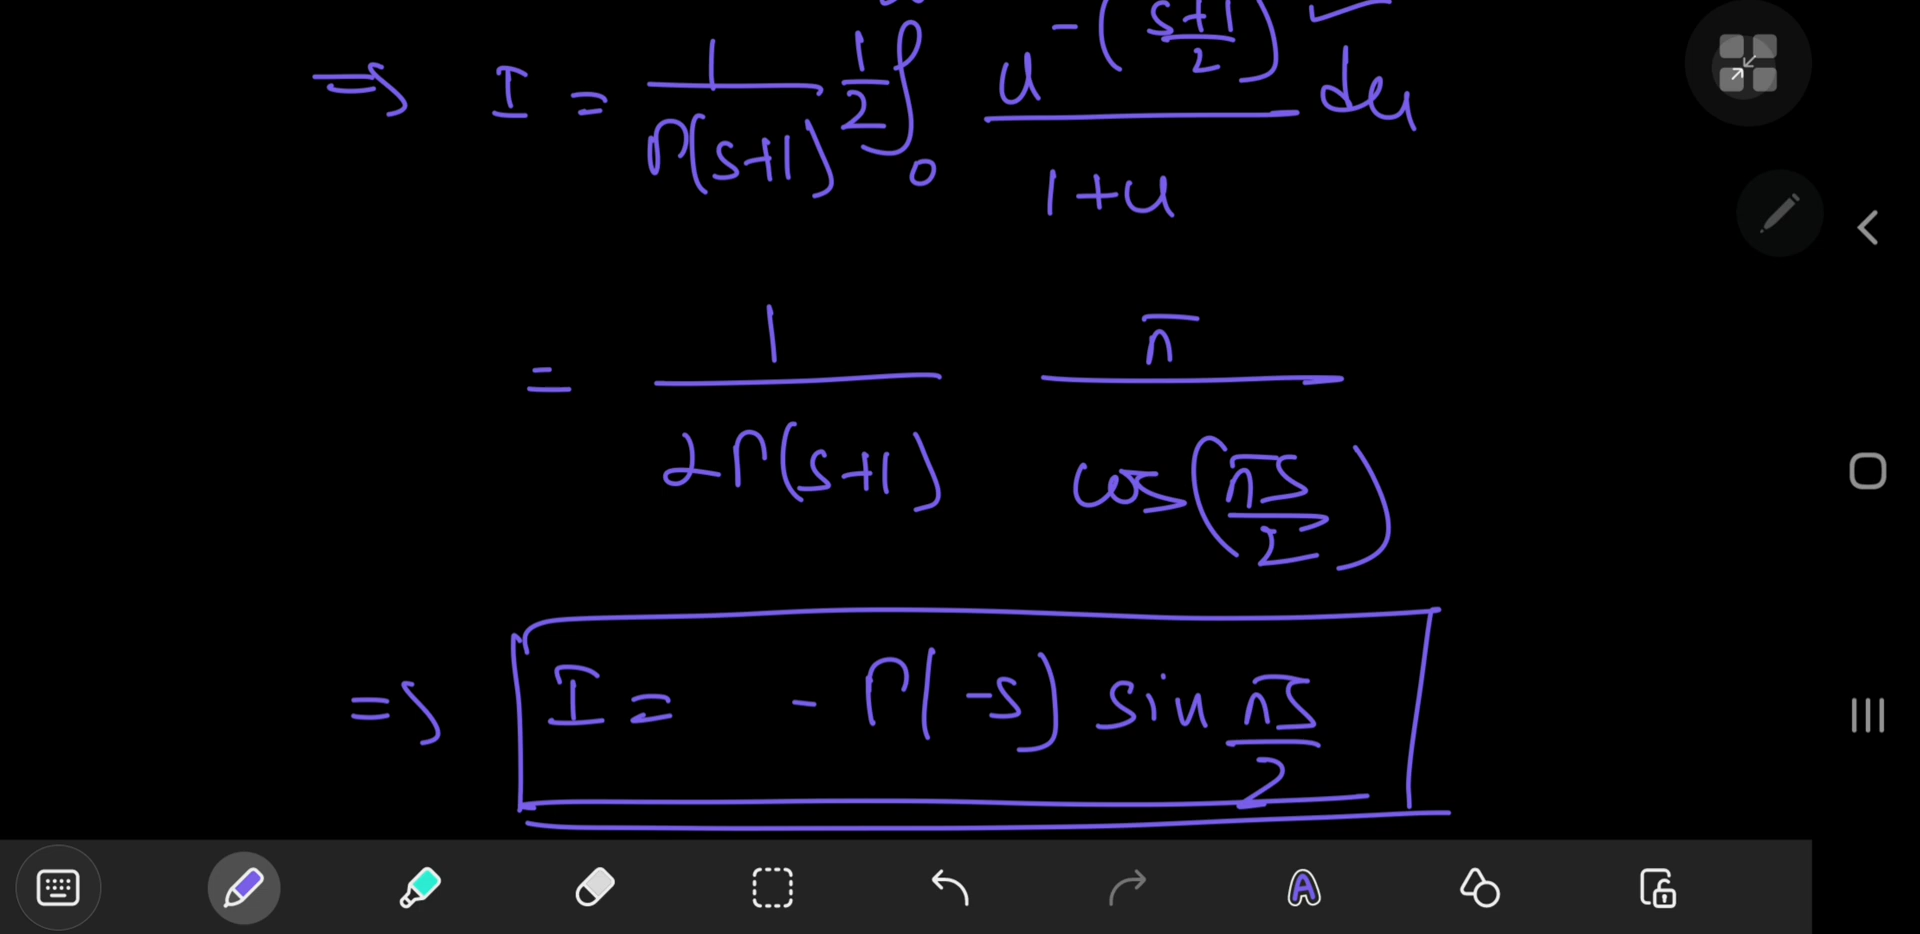 ⇒ I = 1/Γ(s+1) 1/2 ∫₀ u^(-((s+1)/2))/(1+u) du
= 1/(2Γ(s+1)) π/cos(πs/2)
⇒ I = - Γ(-s) sin πs/2
A